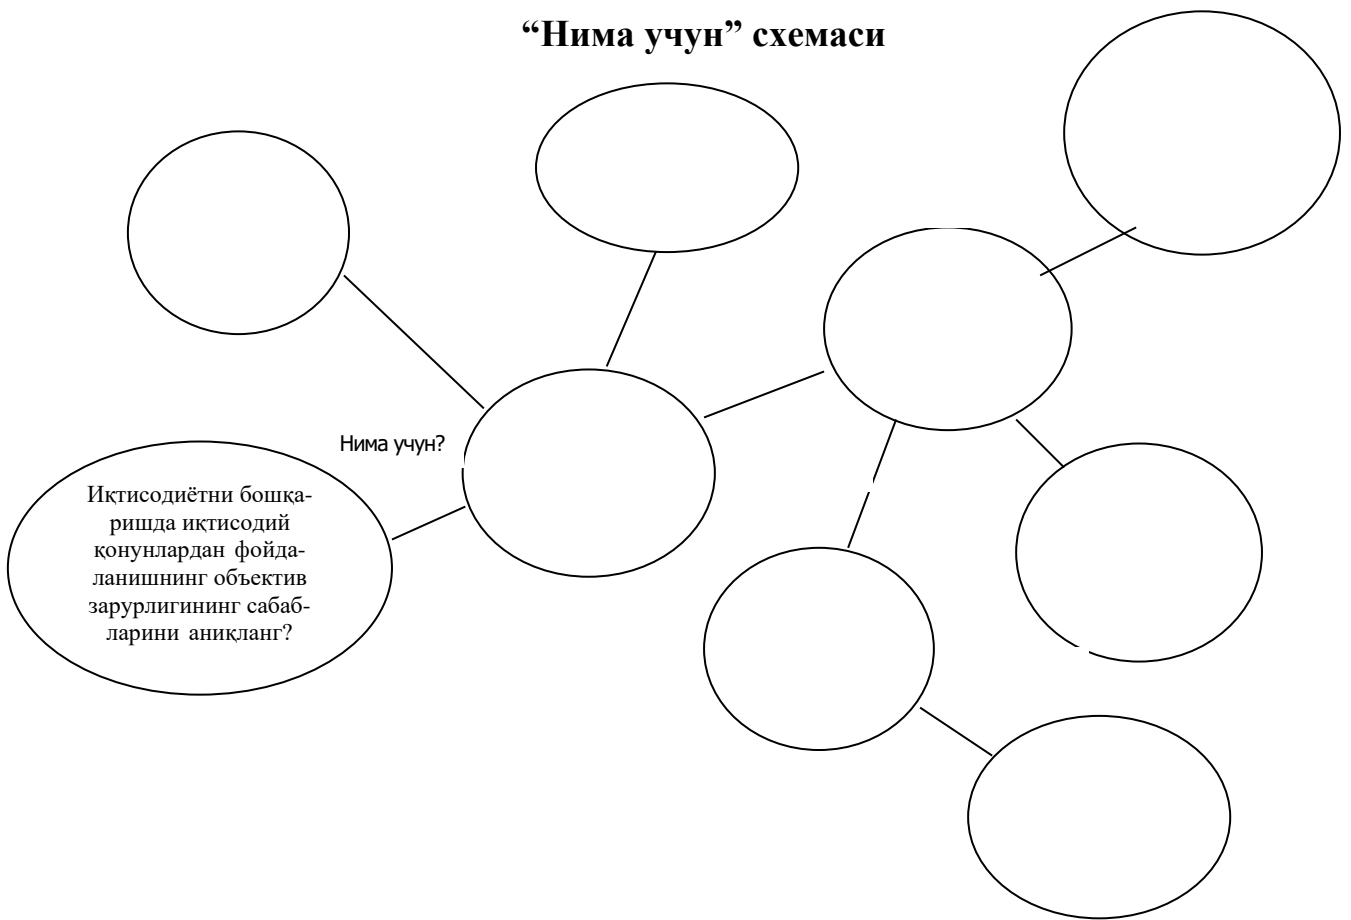 “Нима учун” схемаси
Нима учун?
Иқтисодиётни бошқа-
ришда иқтисодий
қонунлардан фойда-
ланишнинг объектив
зарурлигининг сабаб-
ларини аниқланг?